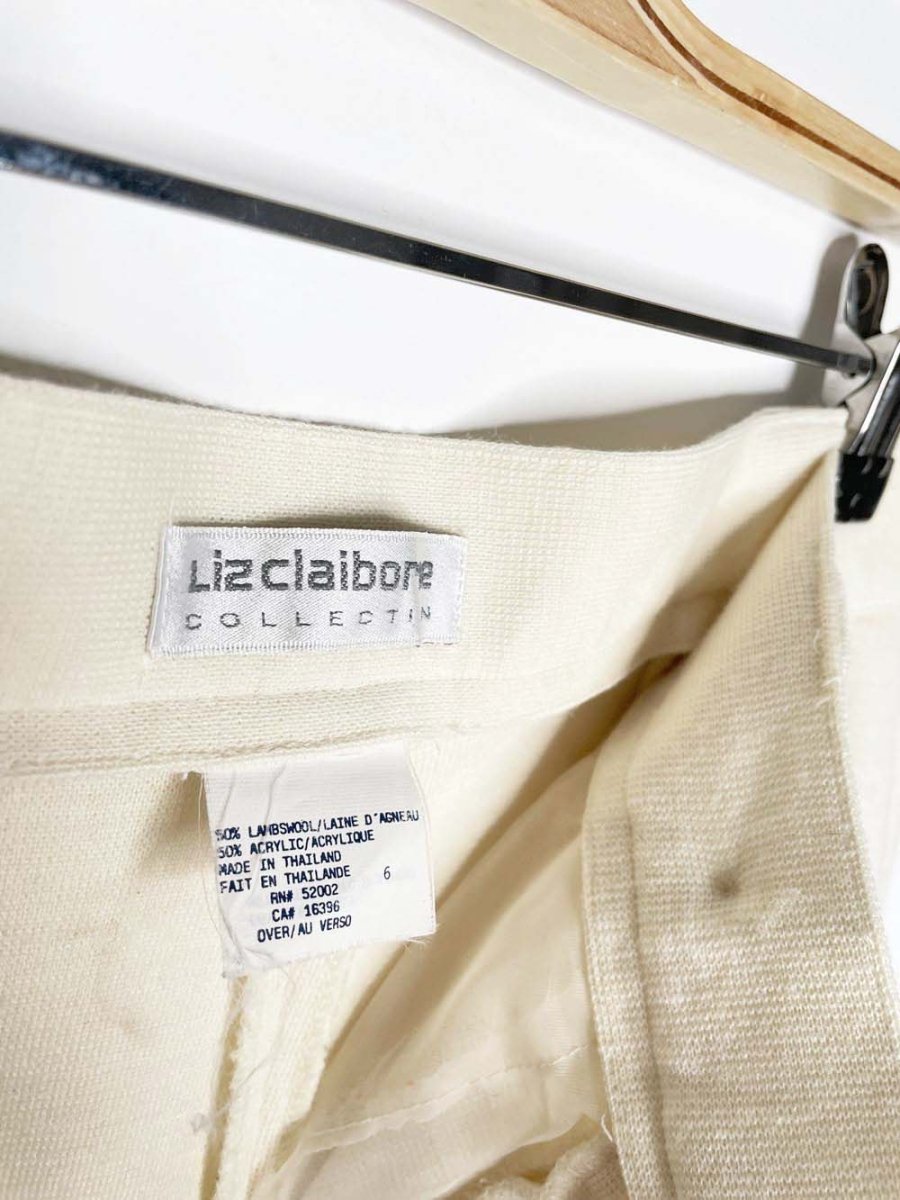 Liz claiborne
COLLECTIN
50% LAMBSWOOL/LAINE D'AGNEAU
50% ACRYLIC/ACRYLIQUE
MADE IN THAILAND
FAIT EN THAILANDE 6
RN# 52002
CA# 16396
OVER/AU VERSO